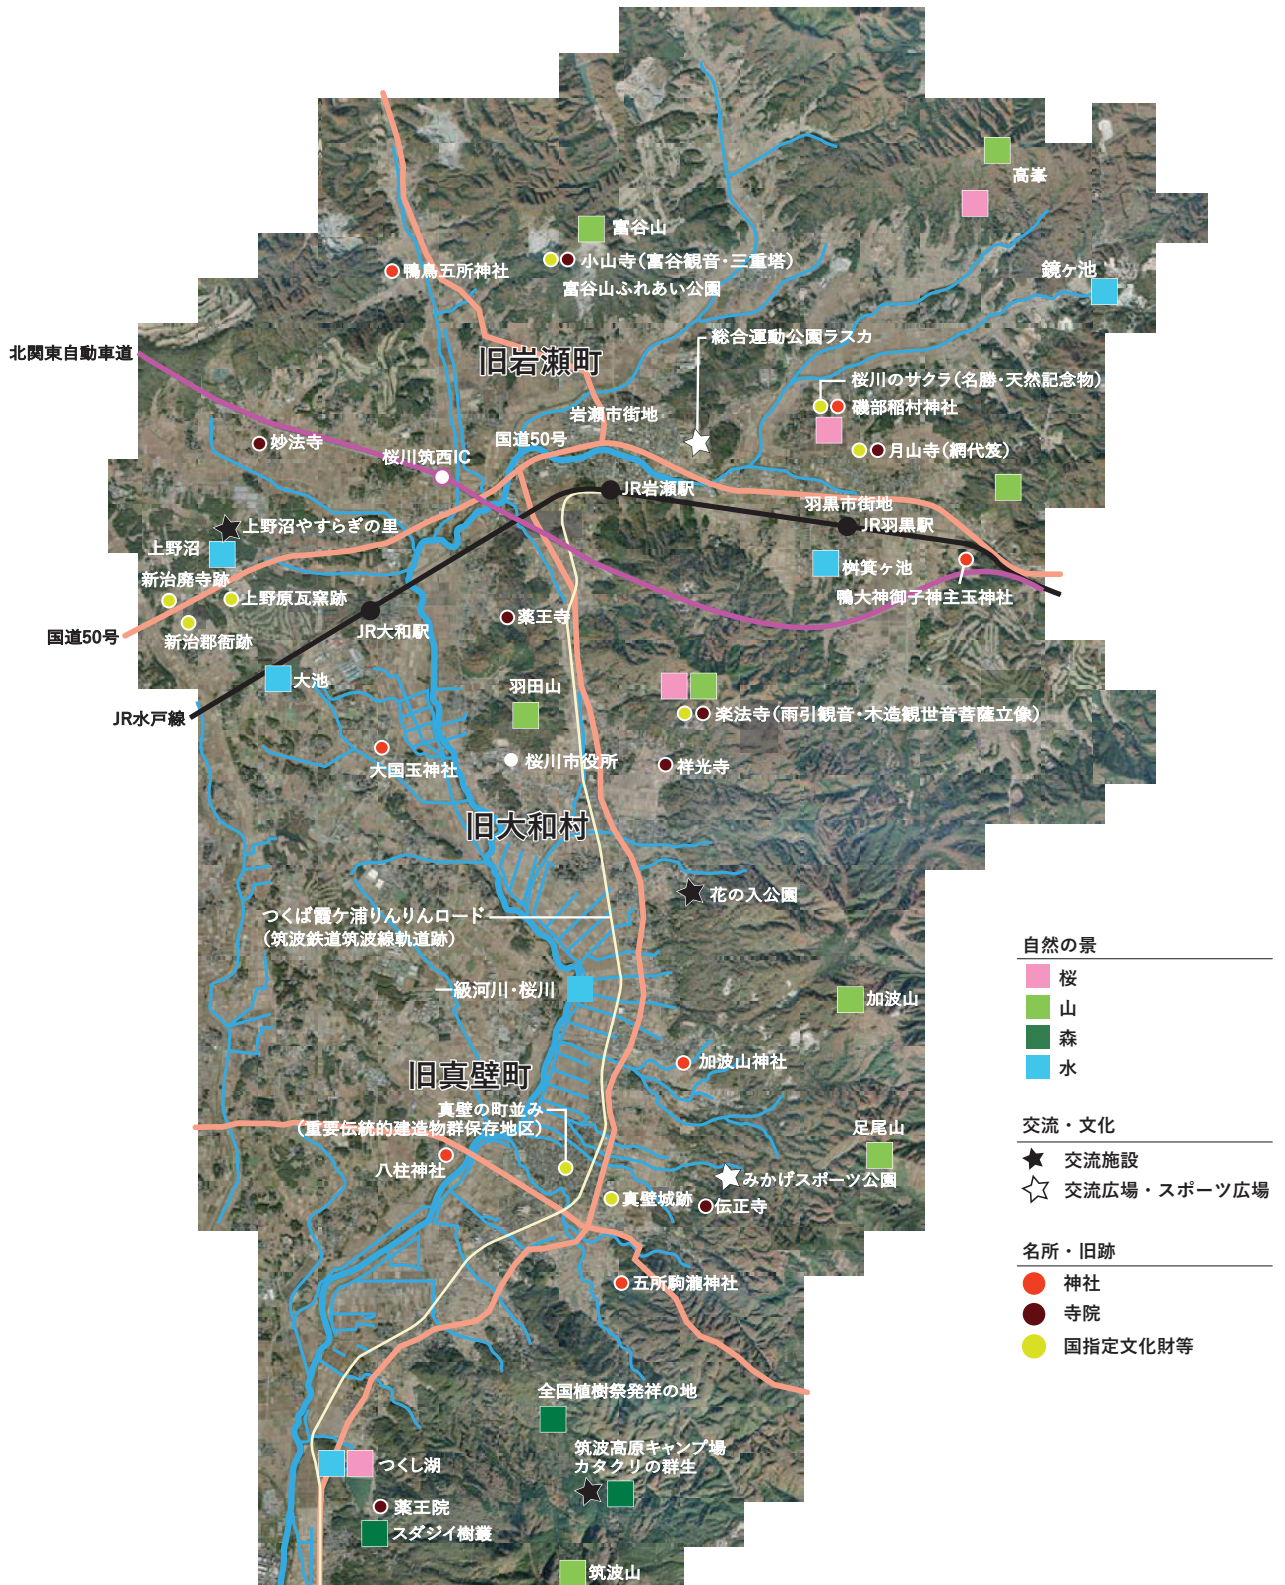 高峯
富谷山
小山寺（富谷観音・三重塔）
富谷山ふれあい公園
鴨鳥五所神社
鏡ヶ池
総合運動公園ラスカ
北関東自動車道
旧岩瀬町
桜川のサクラ（名勝・天然記念物）
磯部稲村神社
岩瀬市街地
国道50号
妙法寺
桜川筑西IC
月山寺（網代笈）
JR岩瀬駅
羽黒市街地
JR羽黒駅
上野沼やすらぎの里
上野沼
桝箕ヶ池
新治廃寺跡
上野原瓦窯跡
鴨大神御子神主玉神社
国道50号
新治郡衙跡
JR大和駅
薬王寺
大池
羽田山
JR水戸線
楽法寺（雨引観音・木造観世音菩薩立像）
大国玉神社
桜川市役所
祥光寺
旧大和村
花の入公園
つくば霞ケ浦りんりんロード
（筑波鉄道筑波線軌道跡）
一級河川・桜川
加波山
加波山神社
旧真壁町
真壁の町並み
（重要伝統的建造物群保存地区）
足尾山
八柱神社
みかげスポーツ公園
真壁城跡
伝正寺
五所駒瀧神社
全国植樹祭発祥の地
筑波高原キャンプ場
カタクリの群生
つくし湖
薬王院
スダジイ樹叢
筑波山
自然の景
桜
山
森
水
交流・文化
交流施設
交流広場・スポーツ広場
名所・旧跡
神社
寺院
国指定文化財等